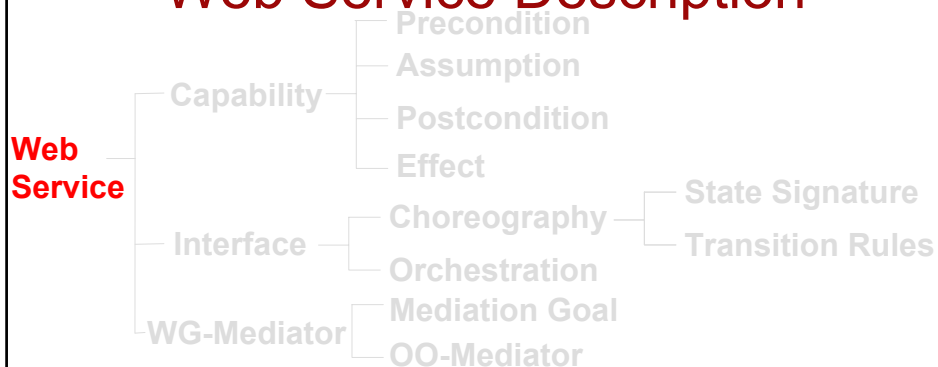 Web Service Description
Precondition
Assumption
Capability
Postcondition
Web
Service
Effect
State Signature
Choreography
Interface
Transition Rules
Orchestration
Mediation Goal
WG-Mediator
OO-Mediator